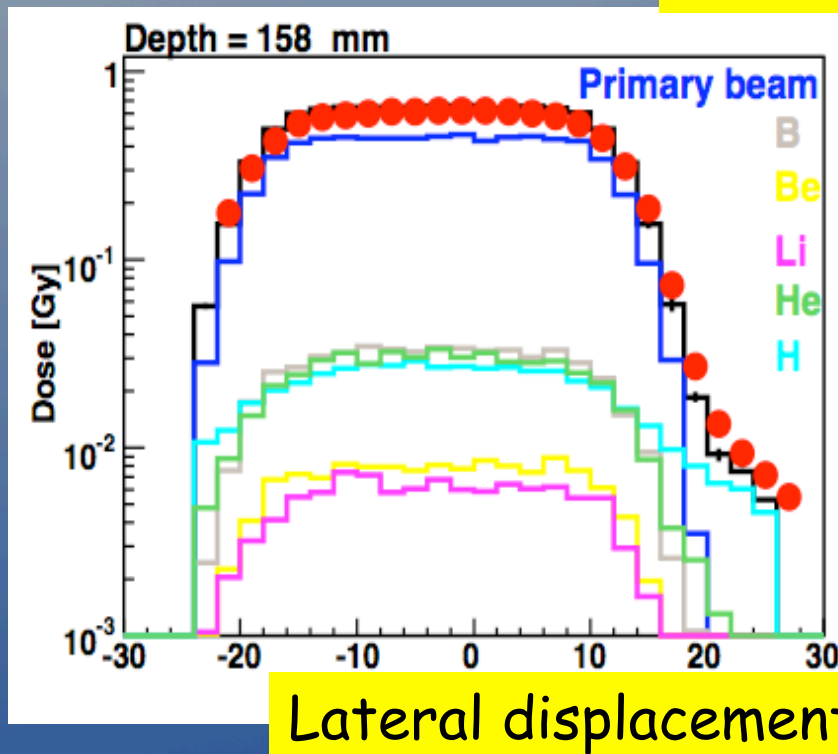 Depth = 158 mm
1
Primary beam
B
Be
Li
He
H
10-1
10-2
10-3
Dose [Gy]
-30 -20 -10 0 10 20 30
Lateral displacement